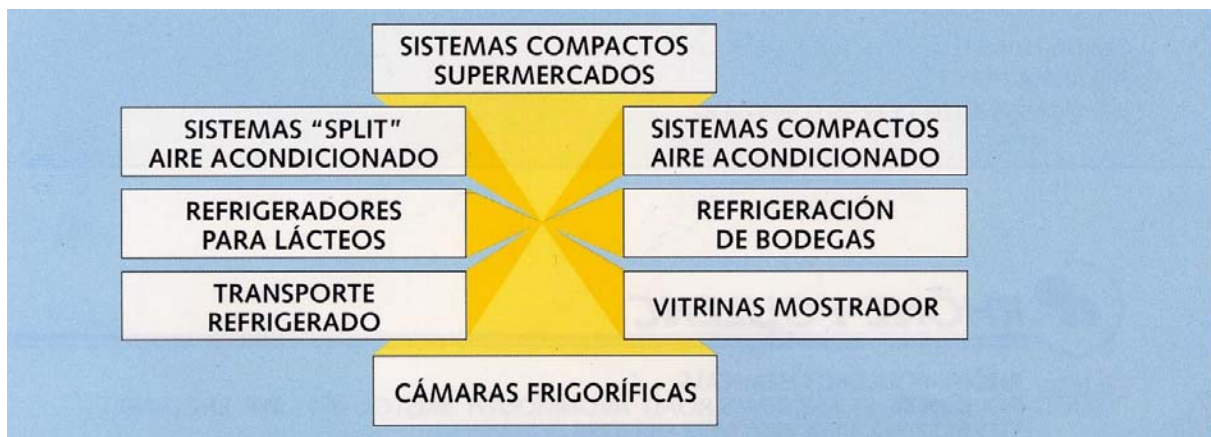 SISTEMAS COMPACTOS
SUPERMERCADOS
SISTEMAS “SPLIT”
AIRE ACONDICIONADO
SISTEMAS COMPACTOS
AIRE ACONDICIONADO
REFRIGERADORES
PARA LÁCTEOS
REFRIGERACIÓN
DE BODEGAS
TRANSPORTE
REFRIGERADO
VITRINAS MOSTRADOR
CÁMARAS FRIGORÍFICAS